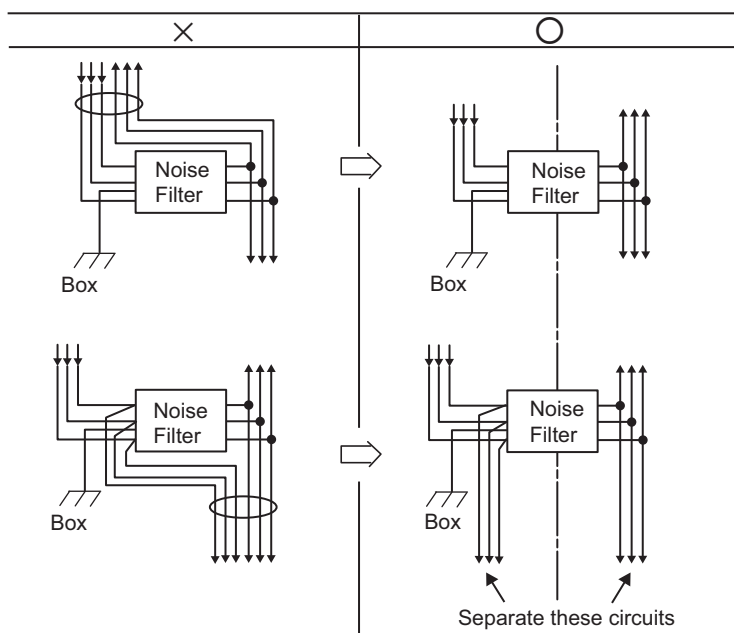 Noise
Filter
Box
Noise
Filter
Box
Noise
Filter
Box
Noise
Filter
Box
Separate these circuits